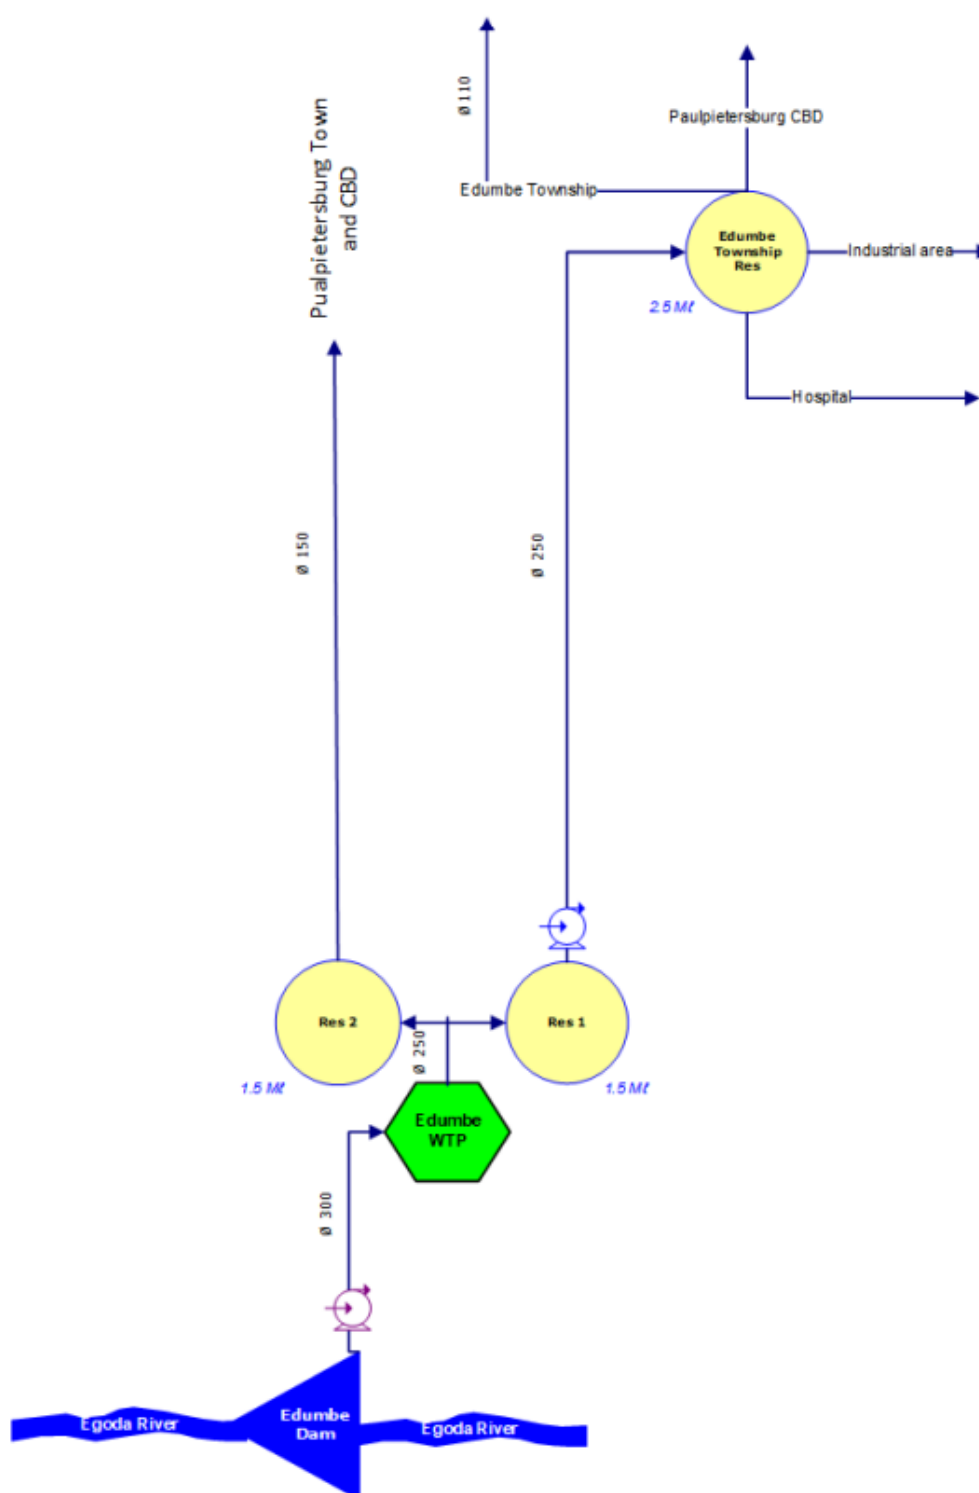 Ø 110
Paulpietersburg CBD
Pualpietersburg Town
and CBD
Edumbe Township
Edumbe
Township
Res
Industrial area
2.5 Mℓ
Hospital
Ø 150
Ø 250
Res 2
Res 1
Ø 250
1.5 Mℓ
1.5 Mℓ
Edumbe
WTP
Ø 300
Egoda River
Edumbe
Dam
Egoda River